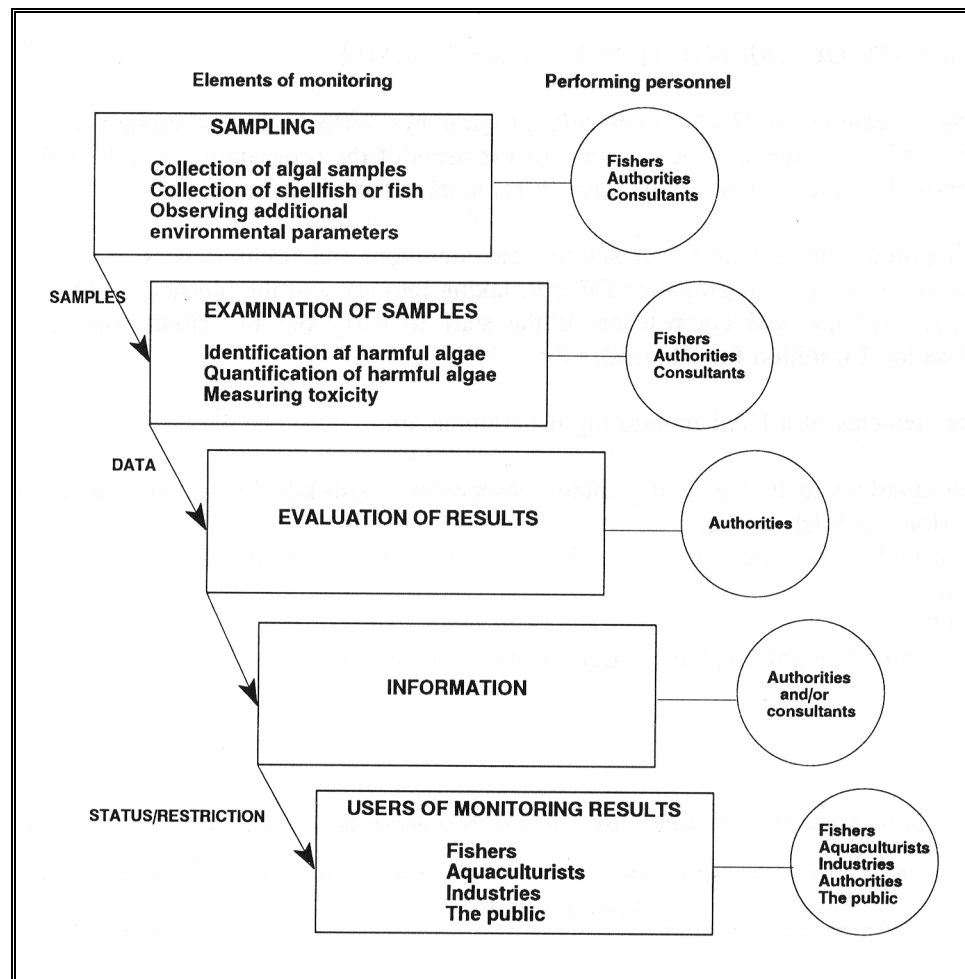 Elements of monitoring
Performing personnel
SAMPLING
Collection of algal samples
Collection of shellfish or fish
Observing additional
environmental parameters
Fishers
Authorities
Consultants
SAMPLES
EXAMINATION OF SAMPLES
Identification af harmful algae
Quantification of harmful algae
Measuring toxicity
Fishers
Authorities
Consultants
DATA
EVALUATION OF RESULTS
Authorities
INFORMATION
Authorities
and/or
consultants
STATUS/RESTRICTION
USERS OF MONITORING RESULTS
Fishers
Aquaculturists
Industries
The public
Fishers
Aquaculturists
Industries
Authorities
The public